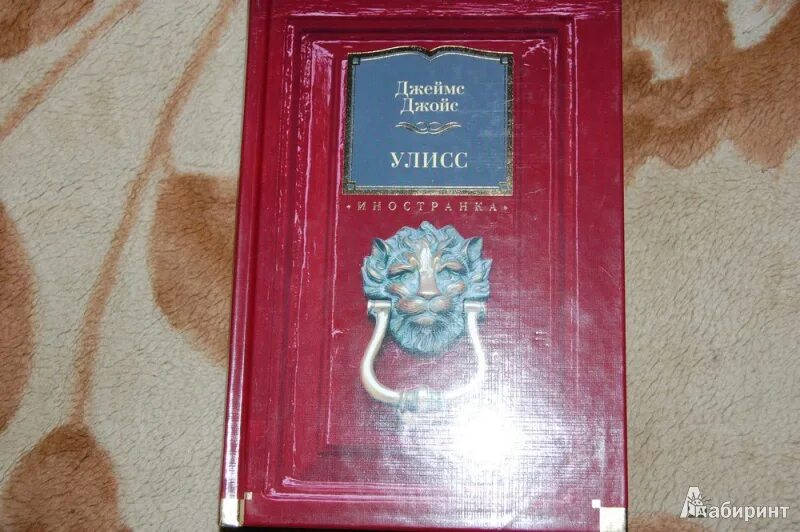 Джеймс
Джойс
УЛИСС
• ИНОСТРАНКА •
Лабиринт